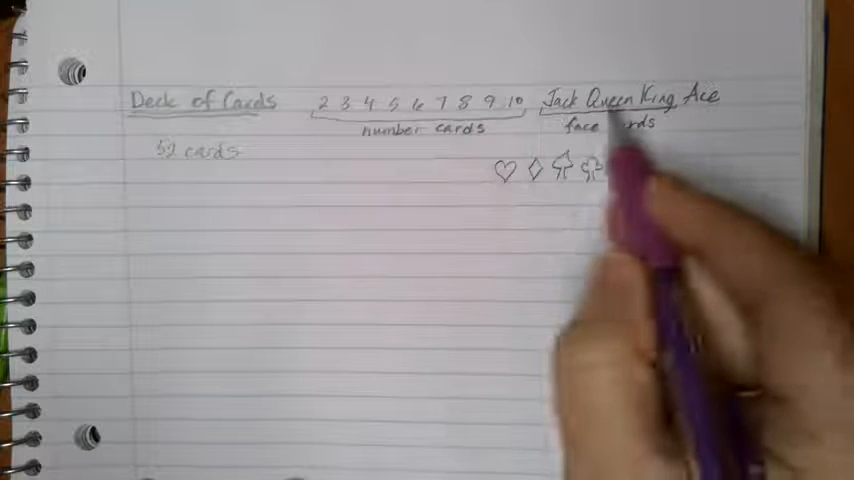 Deck of Cards 2 3 4 5 6 7 8 9 10 Jack Queen King Ace
number cards face
52 cards